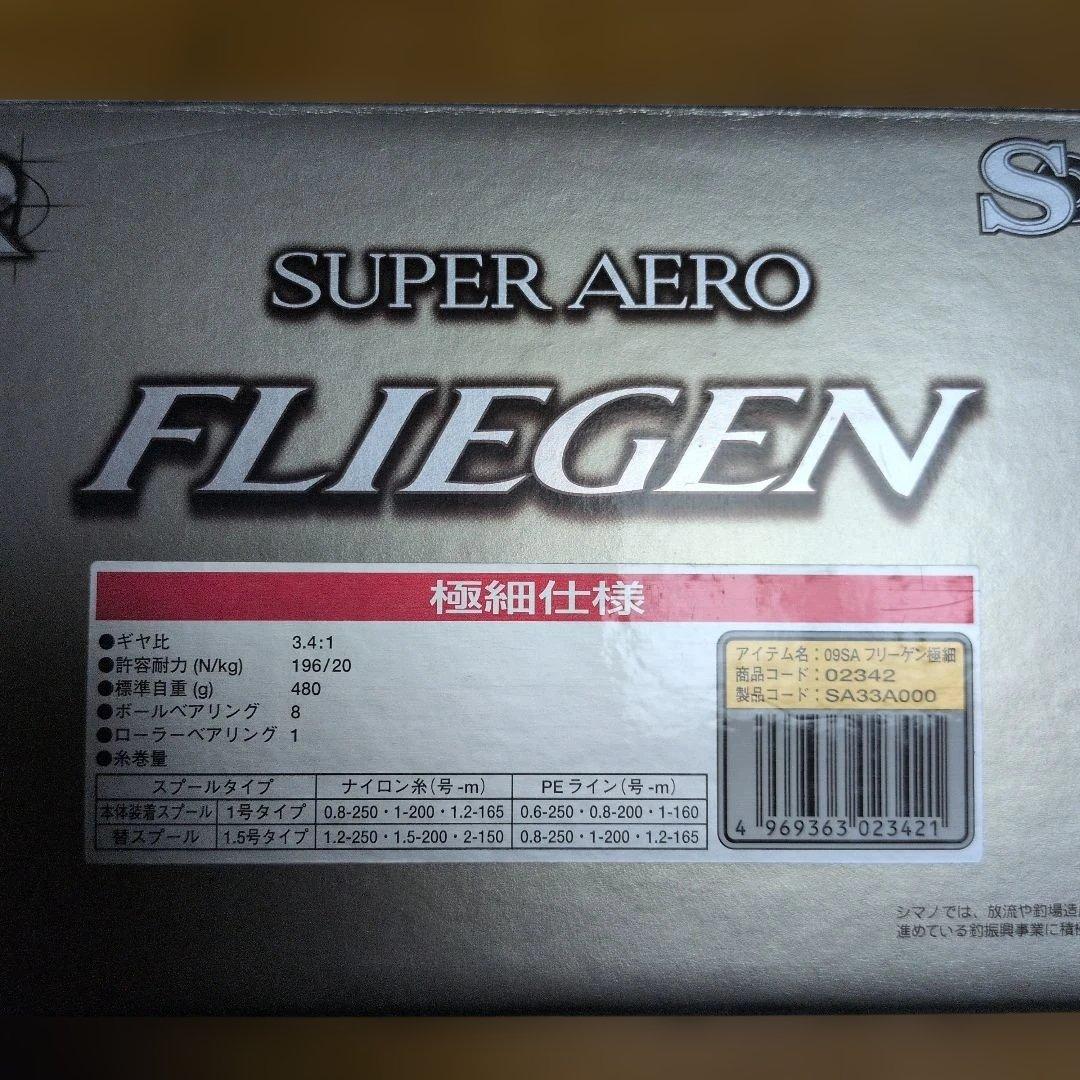 SUPER AERO
FLIEGEN
極細仕様
●ギヤ比 3.4:1
●許容耐力 (N/kg) 196/20
●標準自重 (g) 480
●ボールベアリング 8
●ローラーベアリング 1
●糸巻量
スプールタイプ ナイロン糸(号-m) PEライン(号-m)
本体装着スプール 1号タイプ 0.8-250・1-200・1.2-165 0.6-250・0.8-200・1-160
替スプール 1.5号タイプ 1.2-250・1.5-200・2-150 0.8-250・1-200・1.2-165
アイテム名：09SA フリーゲン極細
商品コード：02342
製品コード：SA33A000
4 969363 023421
シマノでは、放流や釣場造
進めている釣振興事業に積